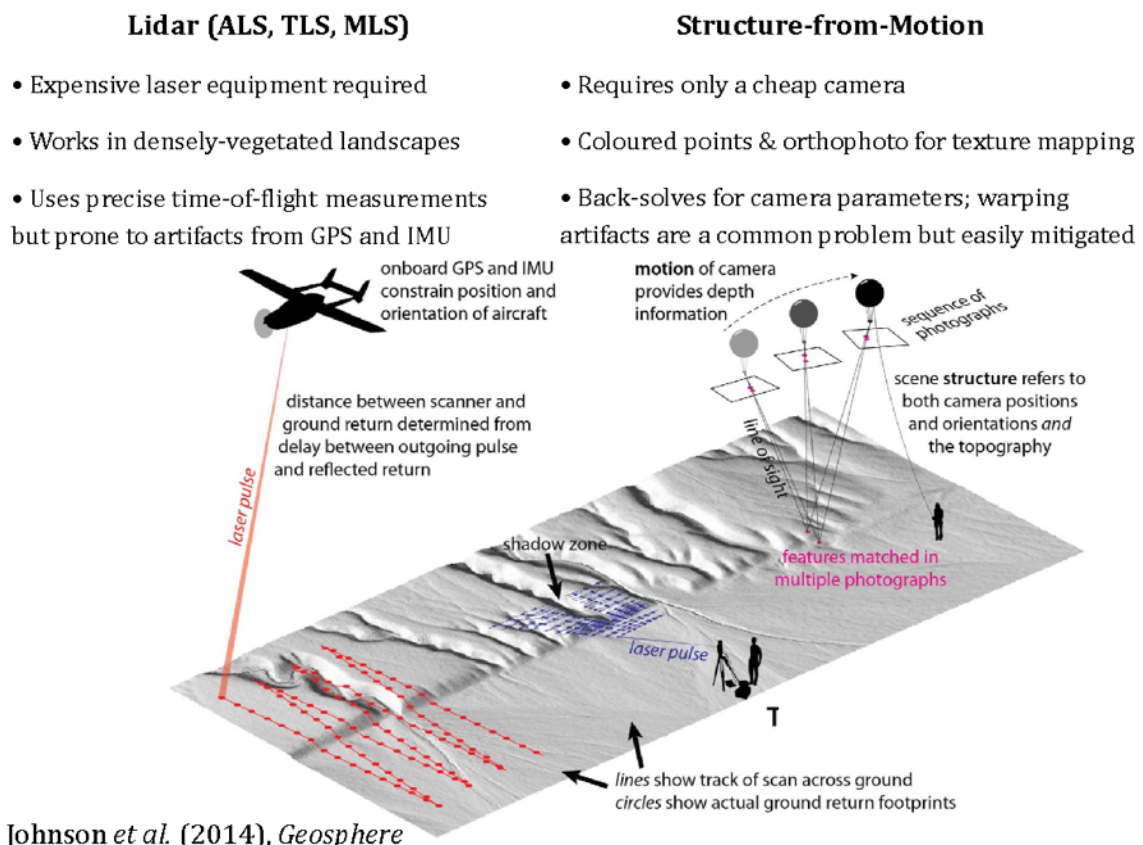 Lidar (ALS, TLS, MLS)
• Expensive laser equipment required
• Works in densely-vegetated landscapes
• Uses precise time-of-flight measurements
but prone to artifacts from GPS and IMU
Structure-from-Motion
• Requires only a cheap camera
• Coloured points & orthophoto for texture mapping
• Back-solves for camera parameters; warping
artifacts are a common problem but easily mitigated
onboard GPS and IMU
constrain position and
orientation of aircraft
distance between scanner and
ground return determined from
delay between outgoing pulse
and reflected return
laser pulse
motion of camera
provides depth
information
sequence of
photographs
scene structure refers to
both camera positions
and orientations and
the topography
line of sight
features matched in
multiple photographs
shadow zone
laser pulse
T
lines show track of scan across ground
circles show actual ground return footprints
Johnson et al. (2014), Geosphere